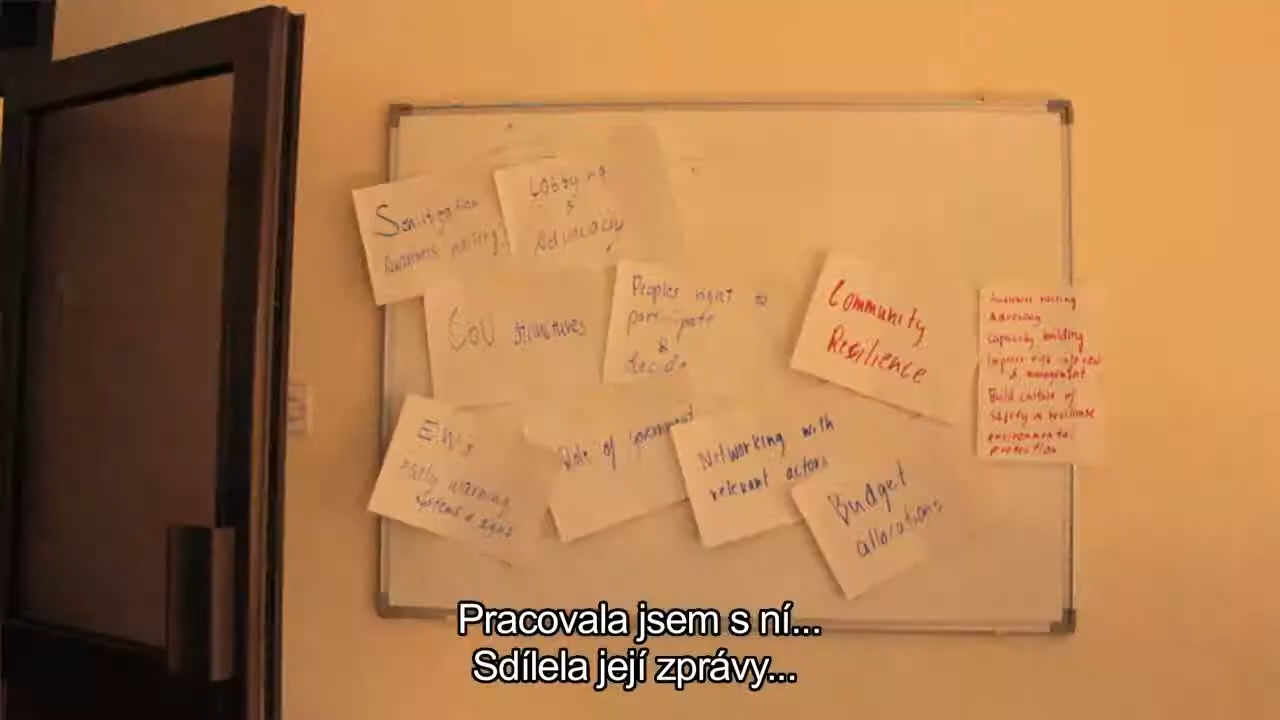 Sensitization
Awareness raising
Lobbying
&
Advocacy
CoU structures
Peoples right to
participate
&
decide
Community
Resilience
Awareness raising
Advocacy
capacity building
Improve risk
& management
Build culture of
safety & resilience
environmental
protection
EWS
early warning
systems & signs
Role of government
Networking with
relevant actors
Budget
allocations
Pracovala jsem s ní...
Sdílela její zprávy...